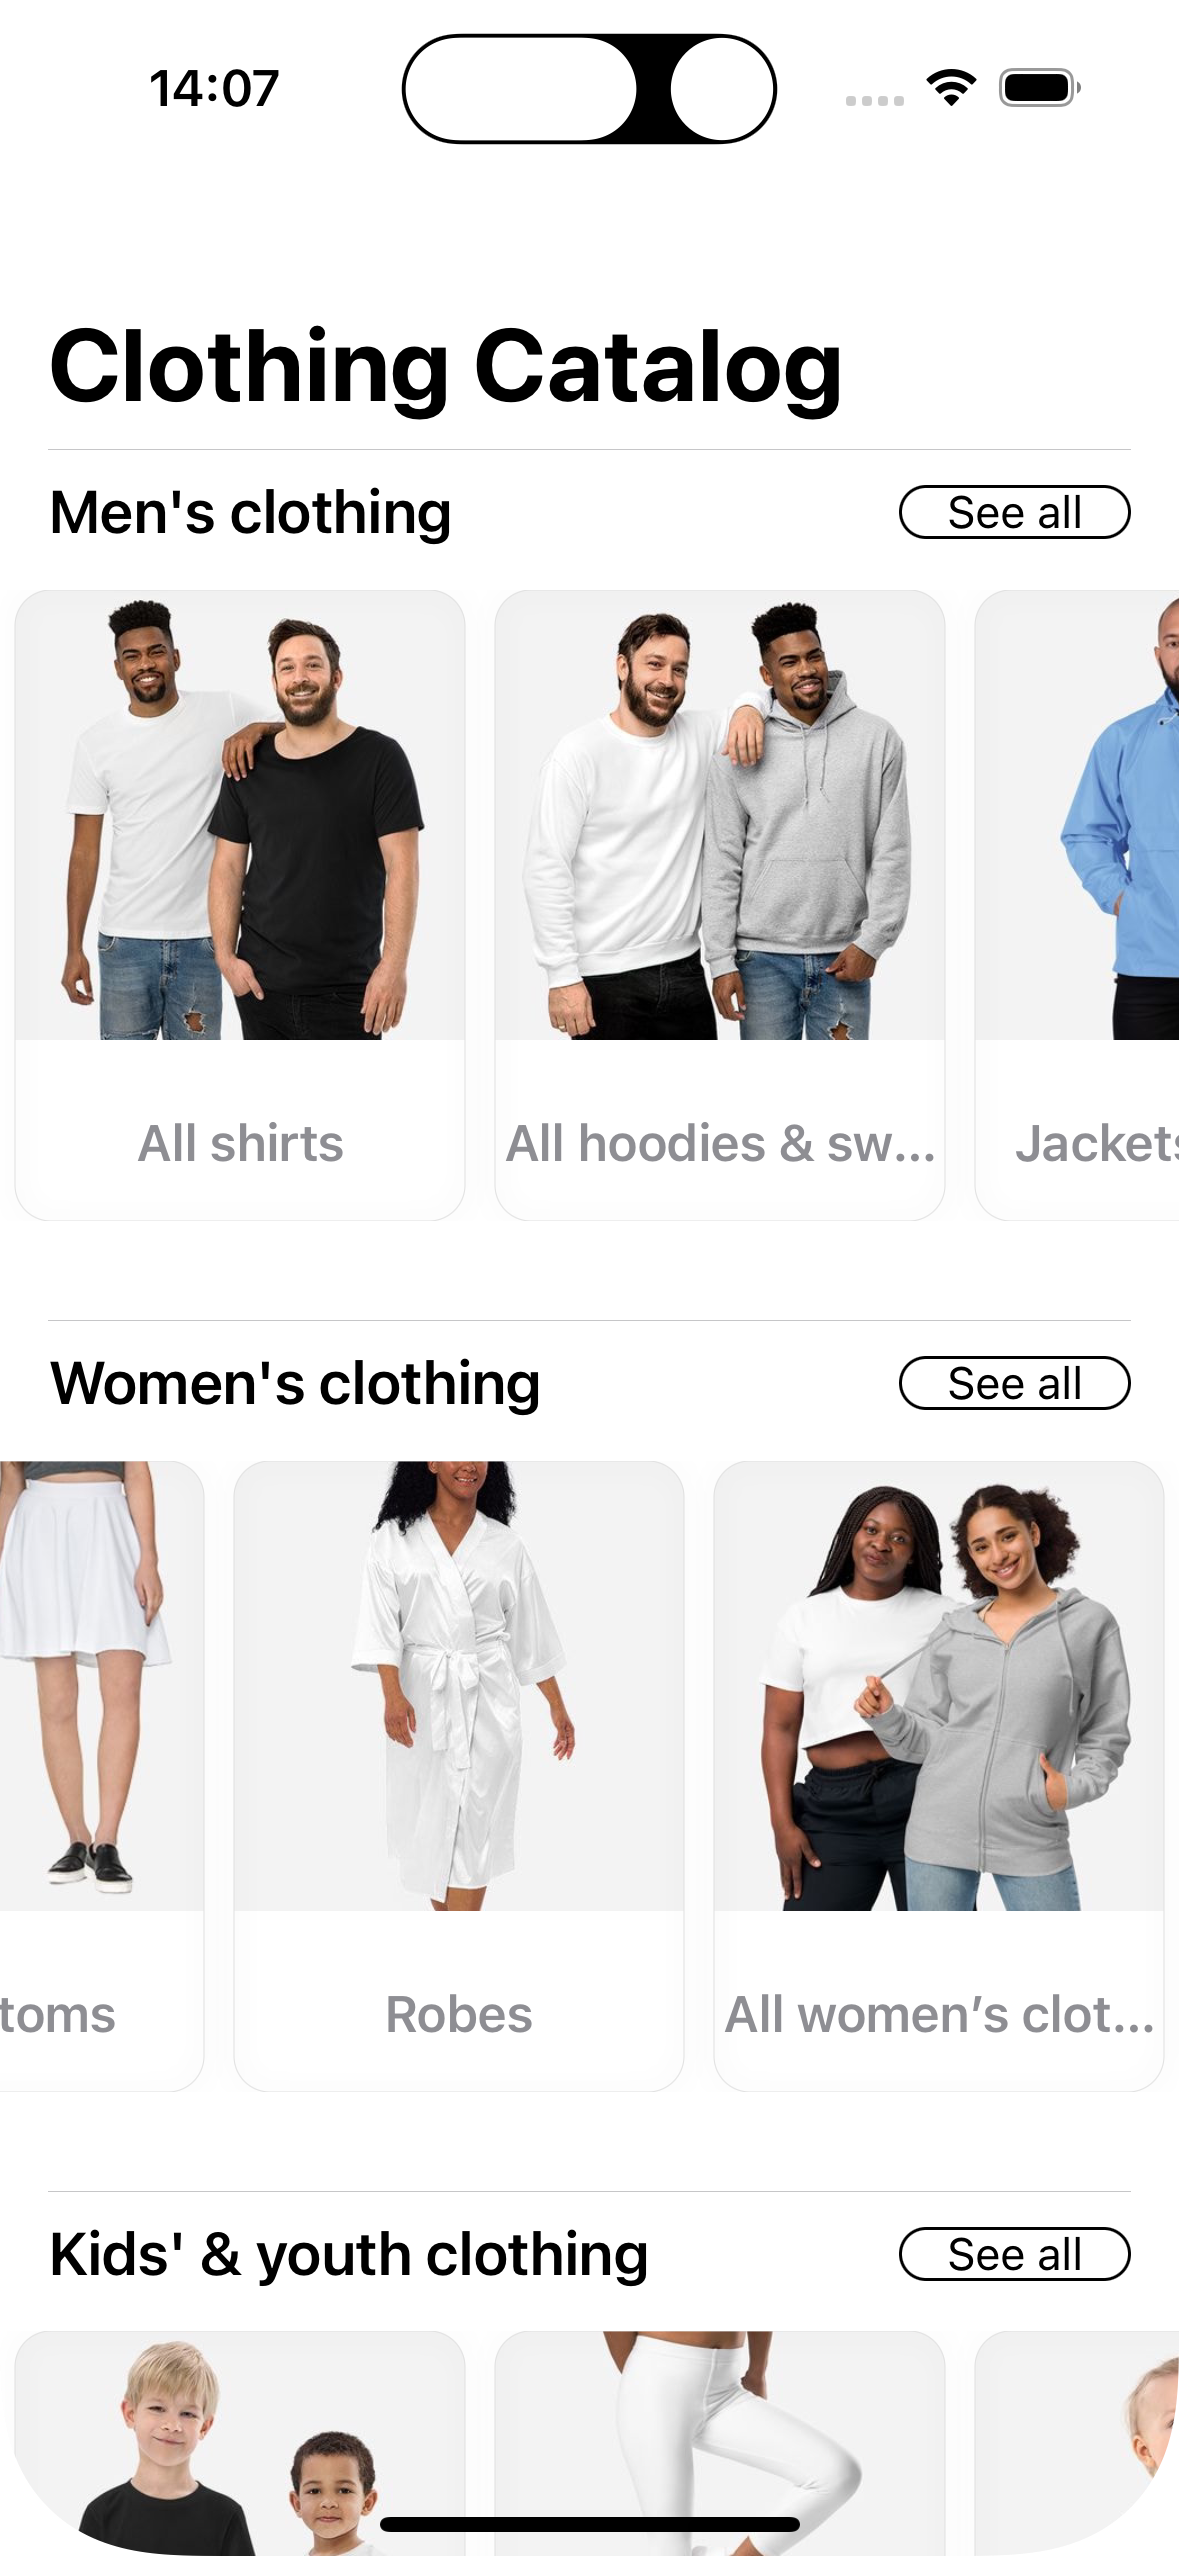 14:07
Clothing Catalog
Men's clothing
See all
All shirts
All hoodies & sw...
Jackets
Women's clothing
See all
toms
Robes
All women’s clot...
Kids' & youth clothing
See all